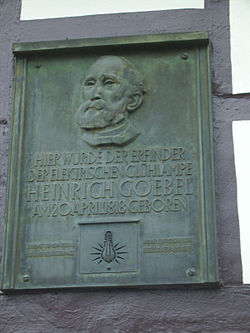 HIER WURDE DER ERFINDER
DER ELEKTRISCHEN GLÜHLAMPE
HEINRICH GOEBEL
AM 20. APRIL 1818 GEBOREN